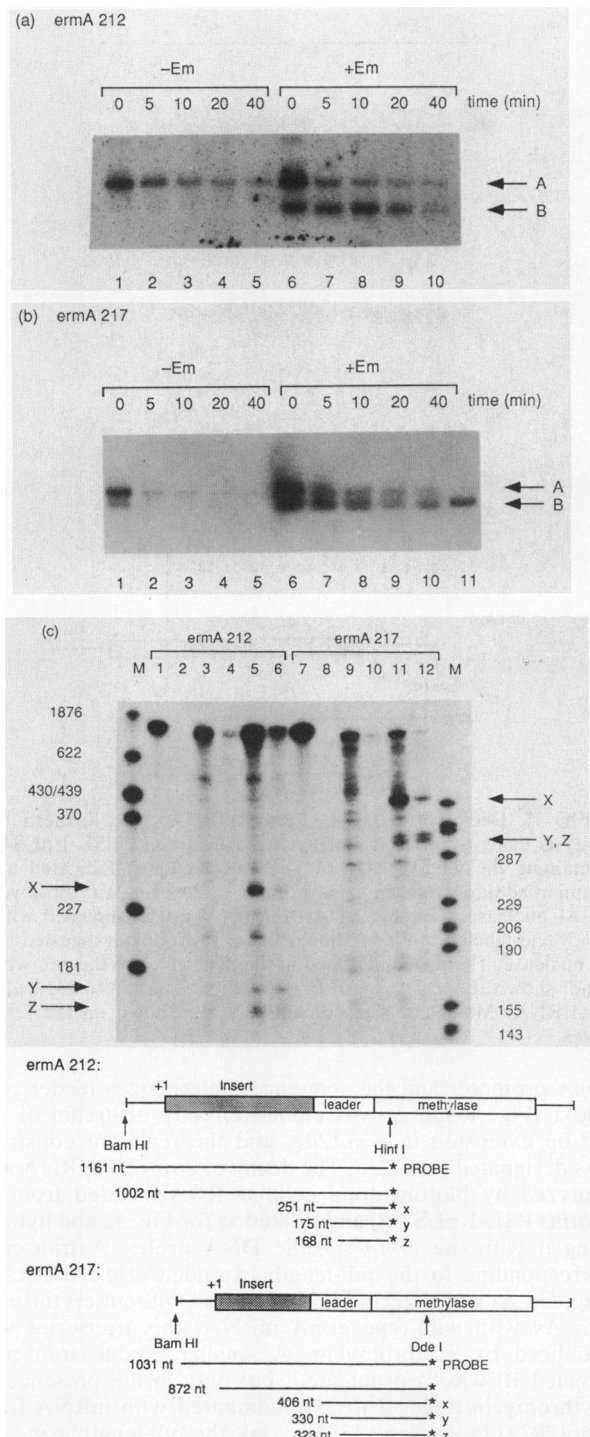 (a) ermA 212
–Em +Em
0 5 10 20 40 0 5 10 20 40 time (min)
A
B
1 2 3 4 5 6 7 8 9 10
(b) ermA 217
–Em +Em
0 5 10 20 40 0 5 10 20 40 time (min)
A
B
1 2 3 4 5 6 7 8 9 10 11
(c)
ermA 212 ermA 217
M 1 2 3 4 5 6 7 8 9 10 11 12 M
1876
622
430/439
370
X
Y, Z
287
X
227
229
206
190
181
Y
Z
155
143
ermA 212:
+1 Insert leader methylase
Bam HI Hinf I
1161 nt * PROBE
1002 nt *
251 nt * x
175 nt * y
168 nt * z
ermA 217:
+1 Insert leader methylase
Bam HI Dde I
1031 nt * PROBE
872 nt *
406 nt * x
330 nt * y
323 nt * z